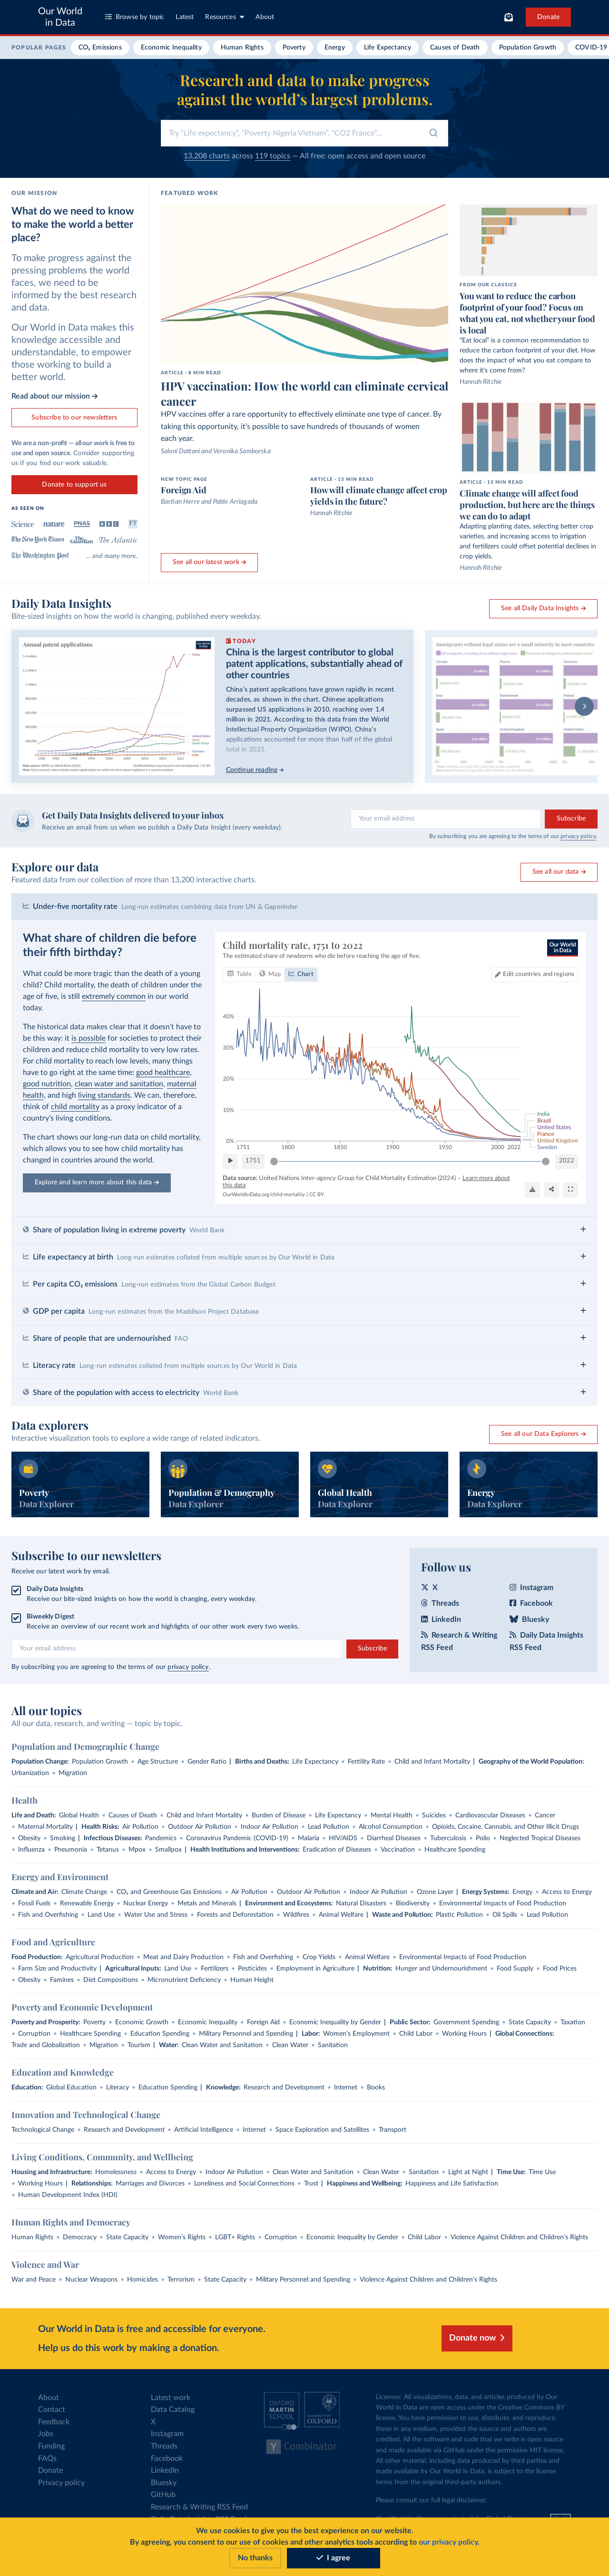 Our World
in Data
Browse by topic
Latest
Resources
About
Donate
POPULAR PAGES
CO₂ Emissions
Economic Inequality
Human Rights
Poverty
Energy
Life Expectancy
Causes of Death
Population Growth
COVID-19
Research and data to make progress
against the world's largest problems.
Try "Life expectancy", "Poverty Nigeria Vietnam", "CO2 France"...
13,208 charts across 119 topics — All free: open access and open source
OUR MISSION
What do we need to know
to make the world a better
place?
To make progress against the
pressing problems the world
faces, we need to be
informed by the best research
and data.
Our World in Data makes this
knowledge accessible and
understandable, to empower
those working to build a
better world.
Read about our mission →
Subscribe to our newsletters
We are a non-profit — all our work is free to
use and open source. Consider supporting
us if you find our work valuable.
Donate to support us
AS SEEN ON
Science
nature
PNAS
BBC
FT
The New York Times
The Guardian
The Atlantic
The Washington Post
... and many more.
FEATURED WORK
ARTICLE - 8 MIN READ
HPV vaccination: How the world can eliminate cervical
cancer
HPV vaccines offer a rare opportunity to effectively eliminate one type of cancer. By
taking this opportunity, it's possible to prevent hundreds of thousands of women
each year.
Saloni Dattani and Veronika Samborska
NEW TOPIC PAGE
Foreign Aid
Bastian Herre and Pablo Arriagada
ARTICLE - 15 MIN READ
How will climate change affect crop
yields in the future?
Hannah Ritchie
See all our latest work →
FROM OUR CLASSICS
You want to reduce the carbon
footprint of your food? Focus on
what you eat, not whether your food
is local
"Eat local" is a common recommendation to
reduce the carbon footprint of your diet. How
does the impact of what you eat compare to
where it's come from?
Hannah Ritchie
ARTICLE - 13 MIN READ
Climate change will affect food
production, but here are the things
we can do to adapt
Adapting planting dates, selecting better crop
varieties, and increasing access to irrigation
and fertilizers could offset potential declines in
crop yields.
Hannah Ritchie
Daily Data Insights
Bite-sized insights on how the world is changing, published every weekday.
See all Daily Data Insights →
Annual patent applications
TODAY
China is the largest contributor to global
patent applications, substantially ahead of
other countries
China's patent applications have grown rapidly in recent
decades, as shown in the chart. Chinese applications
surpassed US applications in 2010, reaching over 1.4
million in 2021. According to this data from the World
Intellectual Property Organization (WIPO), China's
applications accounted for more than half of the global
total in 2021.
Continue reading →
Immigrants without legal status are a small minority in most countries
Get Daily Data Insights delivered to your inbox
Receive an email from us when we publish a Daily Data Insight (every weekday).
Your email address
Subscribe
By subscribing you are agreeing to the terms of our privacy policy.
Explore our data
Featured data from our collection of more than 13,200 interactive charts.
See all our data →
Under-five mortality rate Long-run estimates combining data from UN & Gapminder
What share of children die before
their fifth birthday?
What could be more tragic than the death of a young
child? Child mortality, the death of children under the
age of five, is still extremely common in our world
today.
The historical data makes clear that it doesn't have to
be this way: it is possible for societies to protect their
children and reduce child mortality to very low rates.
For child mortality to reach low levels, many things
have to go right at the same time: good healthcare,
good nutrition, clean water and sanitation, maternal
health, and high living standards. We can, therefore,
think of child mortality as a proxy indicator of a
country's living conditions.
The chart shows our long-run data on child mortality,
which allows you to see how child mortality has
changed in countries around the world.
Explore and learn more about this data →
Child mortality rate, 1751 to 2022
The estimated share of newborns who die before reaching the age of five.
Our World
in Data
Table
Map
Chart
Edit countries and regions
40%
30%
20%
10%
0%
1751
1800
1850
1900
1950
2000
2022
India
Brazil
United States
France
United Kingdom
Sweden
1751
2022
Data source: United Nations Inter-agency Group for Child Mortality Estimation (2024) – Learn more about
this data
OurWorldinData.org/child-mortality | CC BY
Share of population living in extreme poverty World Bank
Life expectancy at birth Long-run estimates collated from multiple sources by Our World in Data
Per capita CO₂ emissions Long-run estimates from the Global Carbon Budget
GDP per capita Long-run estimates from the Maddison Project Database
Share of people that are undernourished FAO
Literacy rate Long-run estimates collated from multiple sources by Our World in Data
Share of the population with access to electricity World Bank
Data explorers
Interactive visualization tools to explore a wide range of related indicators.
See all our Data Explorers →
Poverty
Data Explorer
Population & Demography
Data Explorer
Global Health
Data Explorer
Energy
Data Explorer
Subscribe to our newsletters
Receive our latest work by email.
Daily Data Insights
Receive our bite-sized insights on how the world is changing, every weekday.
Biweekly Digest
Receive an overview of our recent work and highlights of our other work every two weeks.
Your email address
Subscribe
By subscribing you are agreeing to the terms of our privacy policy.
Follow us
X
Instagram
Threads
Facebook
LinkedIn
Bluesky
Research & Writing
RSS Feed
Daily Data Insights
RSS Feed
All our topics
All our data, research, and writing — topic by topic.
Population and Demographic Change
Population Change: Population Growth • Age Structure • Gender Ratio | Births and Deaths: Life Expectancy • Fertility Rate • Child and Infant Mortality | Geography of the World Population:
Urbanization • Migration
Health
Life and Death: Global Health • Causes of Death • Child and Infant Mortality • Burden of Disease • Life Expectancy • Mental Health • Suicides • Cardiovascular Diseases • Cancer
• Maternal Mortality | Health Risks: Air Pollution • Outdoor Air Pollution • Indoor Air Pollution • Lead Pollution • Alcohol Consumption • Opioids, Cocaine, Cannabis, and Other Illicit Drugs
• Obesity • Smoking | Infectious Diseases: Pandemics • Coronavirus Pandemic (COVID-19) • Malaria • HIV/AIDS • Diarrheal Diseases • Tuberculosis • Polio • Neglected Tropical Diseases
• Influenza • Pneumonia • Tetanus • Mpox • Smallpox | Health Institutions and Interventions: Eradication of Diseases • Vaccination • Healthcare Spending
Energy and Environment
Climate and Air: Climate Change • CO₂ and Greenhouse Gas Emissions • Air Pollution • Outdoor Air Pollution • Indoor Air Pollution • Ozone Layer | Energy Systems: Energy • Access to Energy
• Fossil Fuels • Renewable Energy • Nuclear Energy • Metals and Minerals | Environment and Ecosystems: Natural Disasters • Biodiversity • Environmental Impacts of Food Production
• Fish and Overfishing • Land Use • Water Use and Stress • Forests and Deforestation • Wildfires • Animal Welfare | Waste and Pollution: Plastic Pollution • Oil Spills • Lead Pollution
Food and Agriculture
Food Production: Agricultural Production • Meat and Dairy Production • Fish and Overfishing • Crop Yields • Animal Welfare • Environmental Impacts of Food Production
• Farm Size and Productivity | Agricultural Inputs: Land Use • Fertilizers • Pesticides • Employment in Agriculture | Nutrition: Hunger and Undernourishment • Food Supply • Food Prices
• Obesity • Famines • Diet Compositions • Micronutrient Deficiency • Human Height
Poverty and Economic Development
Poverty and Prosperity: Poverty • Economic Growth • Economic Inequality • Foreign Aid • Economic Inequality by Gender | Public Sector: Government Spending • State Capacity • Taxation
• Corruption • Healthcare Spending • Education Spending • Military Personnel and Spending | Labor: Women's Employment • Child Labor • Working Hours | Global Connections:
Trade and Globalization • Migration • Tourism | Water: Clean Water and Sanitation • Clean Water • Sanitation
Education and Knowledge
Education: Global Education • Literacy • Education Spending | Knowledge: Research and Development • Internet • Books
Innovation and Technological Change
Technological Change • Research and Development • Artificial Intelligence • Internet • Space Exploration and Satellites • Transport
Living Conditions, Community, and Wellbeing
Housing and Infrastructure: Homelessness • Access to Energy • Indoor Air Pollution • Clean Water and Sanitation • Clean Water • Sanitation • Light at Night | Time Use: Time Use
• Working Hours | Relationships: Marriages and Divorces • Loneliness and Social Connections • Trust | Happiness and Wellbeing: Happiness and Life Satisfaction
• Human Development Index (HDI)
Human Rights and Democracy
Human Rights • Democracy • State Capacity • Women's Rights • LGBT+ Rights • Corruption • Economic Inequality by Gender • Child Labor • Violence Against Children and Children's Rights
Violence and War
War and Peace • Nuclear Weapons • Homicides • Terrorism • State Capacity • Military Personnel and Spending • Violence Against Children and Children's Rights
Our World in Data is free and accessible for everyone.
Help us do this work by making a donation.
Donate now
About
Contact
Feedback
Jobs
Funding
FAQs
Donate
Privacy policy
Latest work
Data Catalog
X
Instagram
Threads
Facebook
LinkedIn
Bluesky
GitHub
Research & Writing RSS Feed
OXFORD
MARTIN
SCHOOL
UNIVERSITY OF
OXFORD
Y Combinator
Licenses: All visualizations, data, and articles produced by Our
World in Data are open access under the Creative Commons BY
license. You have permission to use, distribute, and reproduce
these in any medium, provided the source and authors are
credited. All the software and code that we write is open source
and made available via GitHub under the permissive MIT license.
All other material, including data produced by third parties and
made available by Our World in Data, is subject to the license
terms from the original third-party authors.
Please consult our full legal disclaimer.
We use cookies to give you the best experience on our website.
By agreeing, you consent to our use of cookies and other analytics tools according to our privacy policy.
No thanks
I agree